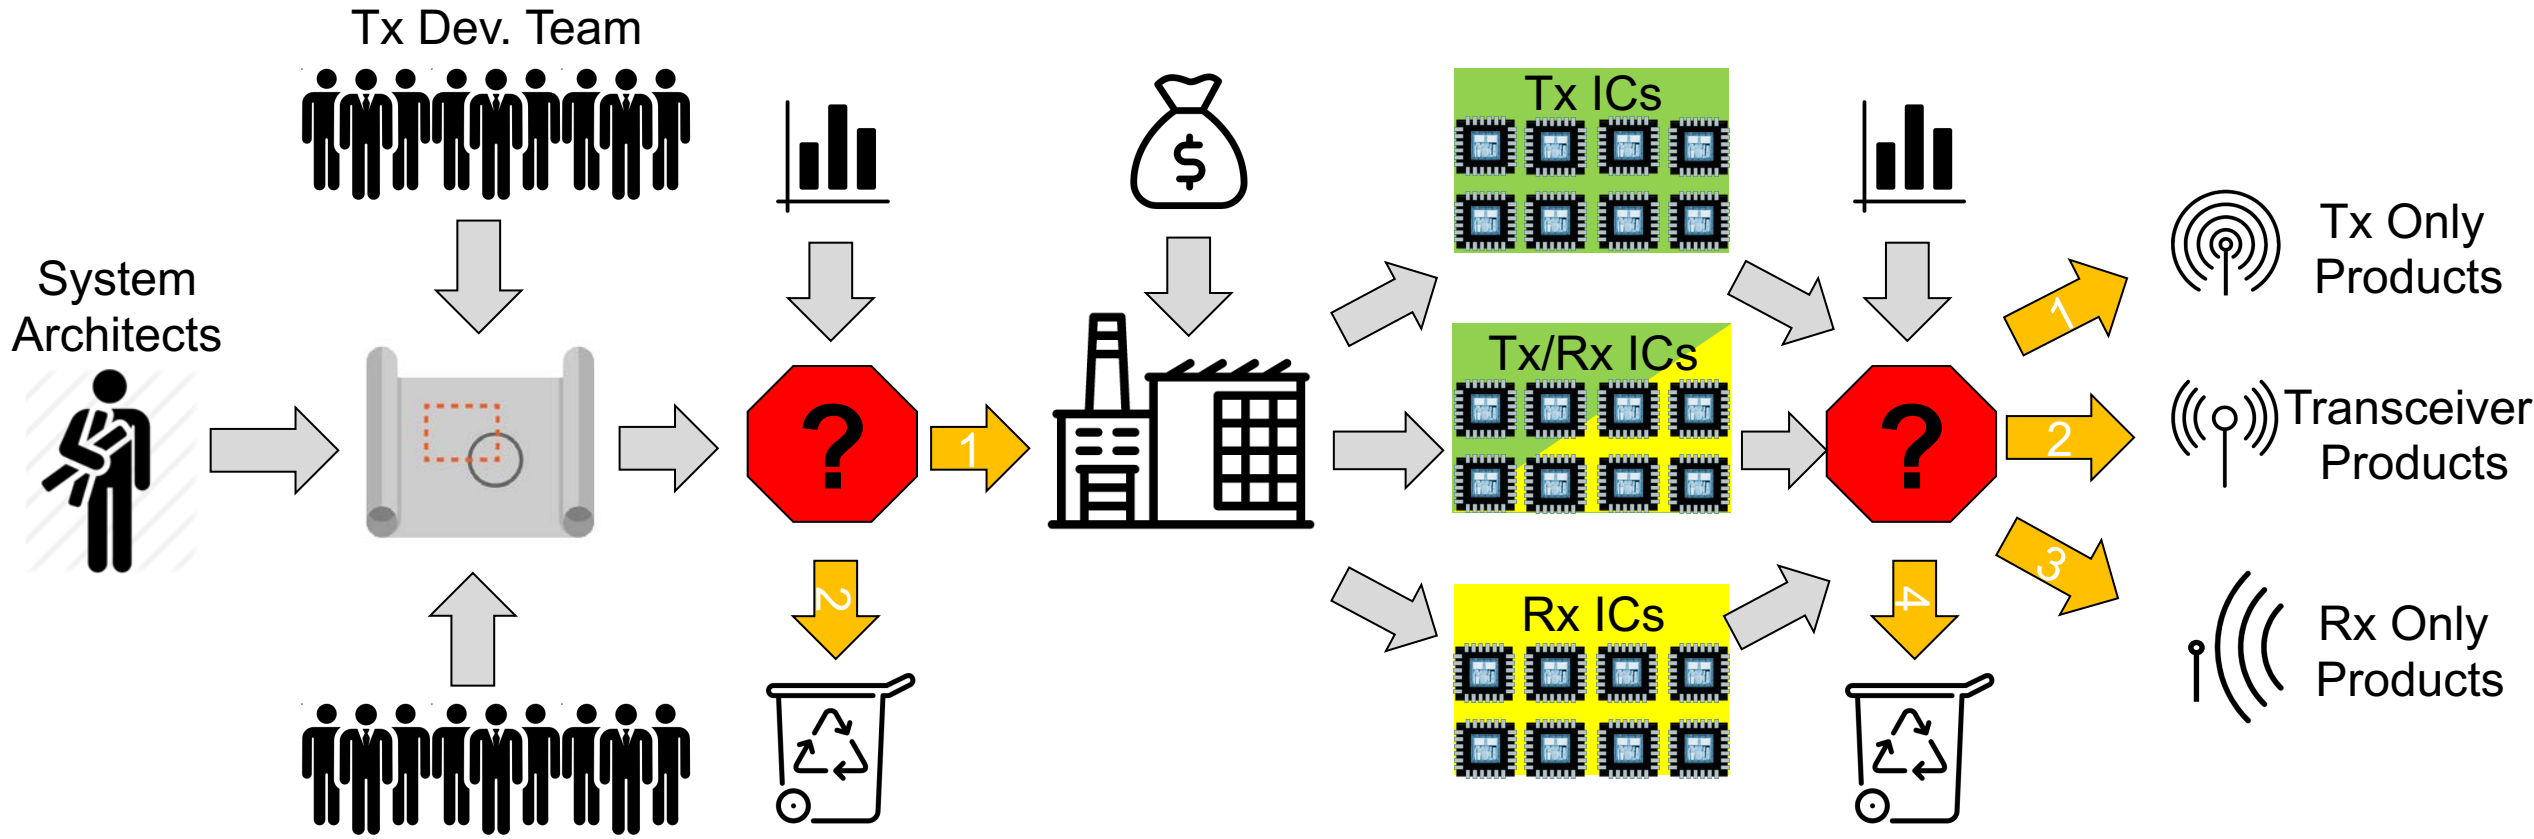 Tx Dev. Team
System
Architects
?
1
2
$
Tx ICs
Tx/Rx ICs
Rx ICs
?
1
2
3
4
Tx Only
Products
Transceiver
Products
Rx Only
Products